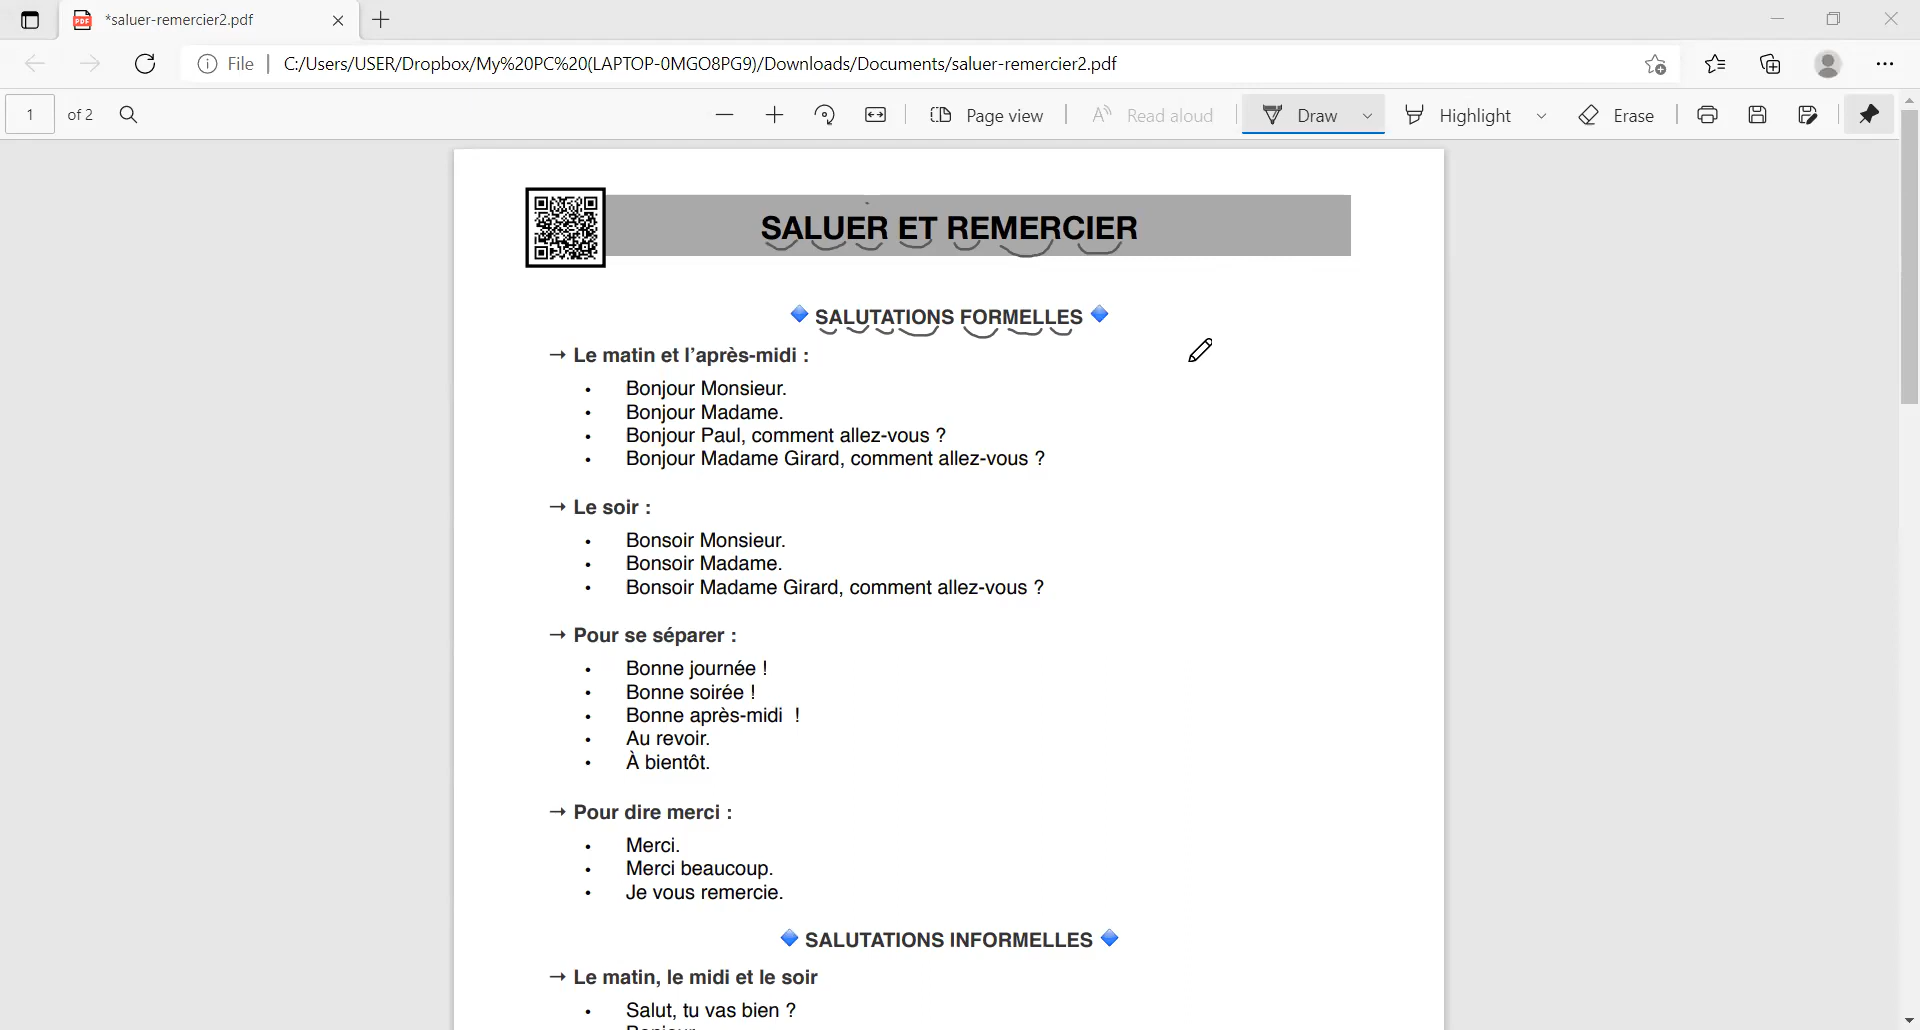 *saluer-remercier2.pdf
File | C:/Users/USER/Dropbox/My%20PC%20(LAPTOP-0MGO8PG9)/Downloads/Documents/saluer-remercier2.pdf
1 of 2 Page view Read aloud Draw Highlight Erase
SALUER ET REMERCIER
SALUTATIONS FORMELLES
→ Le matin et l’après-midi :
• Bonjour Monsieur.
• Bonjour Madame.
• Bonjour Paul, comment allez-vous ?
• Bonjour Madame Girard, comment allez-vous ?
→ Le soir :
• Bonsoir Monsieur.
• Bonsoir Madame.
• Bonsoir Madame Girard, comment allez-vous ?
→ Pour se séparer :
• Bonne journée !
• Bonne soirée !
• Bonne après-midi !
• Au revoir.
• À bientôt.
→ Pour dire merci :
• Merci.
• Merci beaucoup.
• Je vous remercie.
SALUTATIONS INFORMELLES
→ Le matin, le midi et le soir
• Salut, tu vas bien ?